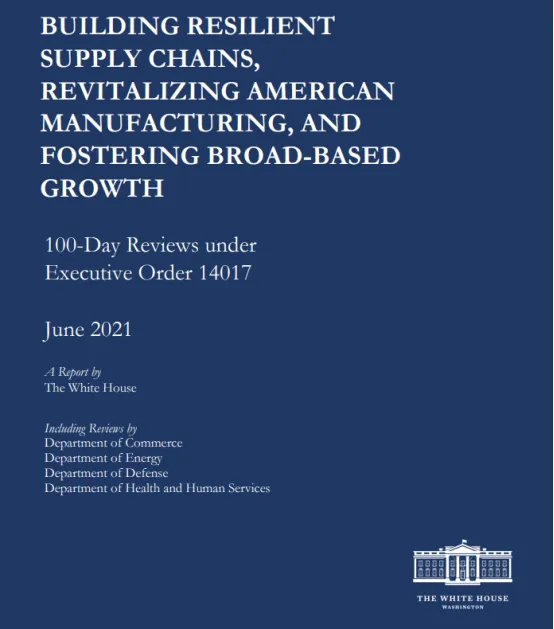 BUILDING RESILIENT
SUPPLY CHAINS,
REVITALIZING AMERICAN
MANUFACTURING, AND
FOSTERING BROAD-BASED
GROWTH
100-Day Reviews under
Executive Order 14017
June 2021
A Report by
The White House
Including Reviews by
Department of Commerce
Department of Energy
Department of Defense
Department of Health and Human Services
THE WHITE HOUSE
WASHINGTON